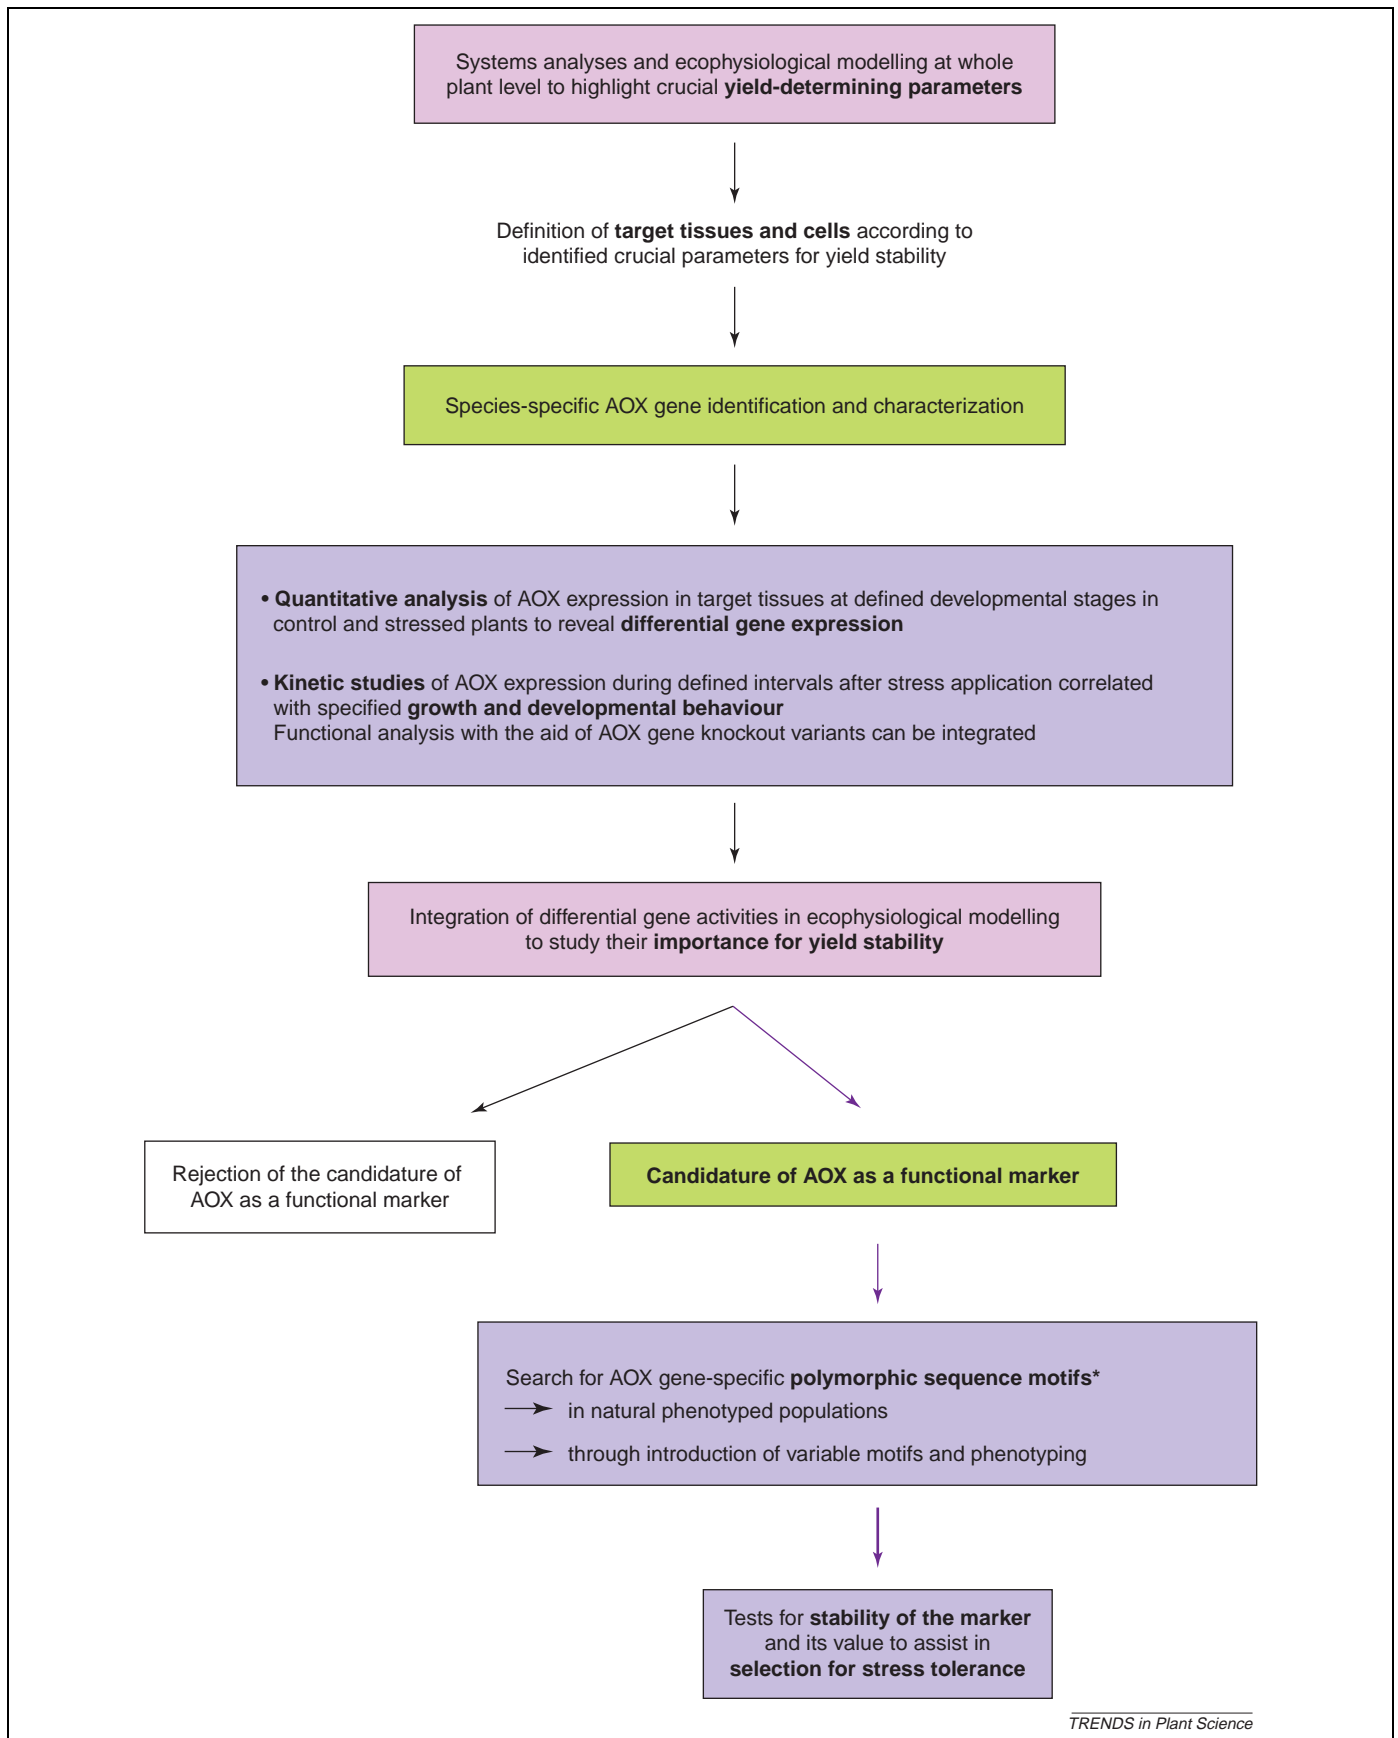 Systems analyses and ecophysiological modelling at whole
plant level to highlight crucial yield-determining parameters
Definition of target tissues and cells according to
identified crucial parameters for yield stability
Species-specific AOX gene identification and characterization
• Quantitative analysis of AOX expression in target tissues at defined developmental stages in
control and stressed plants to reveal differential gene expression
• Kinetic studies of AOX expression during defined intervals after stress application correlated
with specified growth and developmental behaviour
Functional analysis with the aid of AOX gene knockout variants can be integrated
Integration of differential gene activities in ecophysiological modelling
to study their importance for yield stability
Rejection of the candidature of
AOX as a functional marker
Candidature of AOX as a functional marker
Search for AOX gene-specific polymorphic sequence motifs*
in natural phenotyped populations
through introduction of variable motifs and phenotyping
Tests for stability of the marker
and its value to assist in
selection for stress tolerance
TRENDS in Plant Science